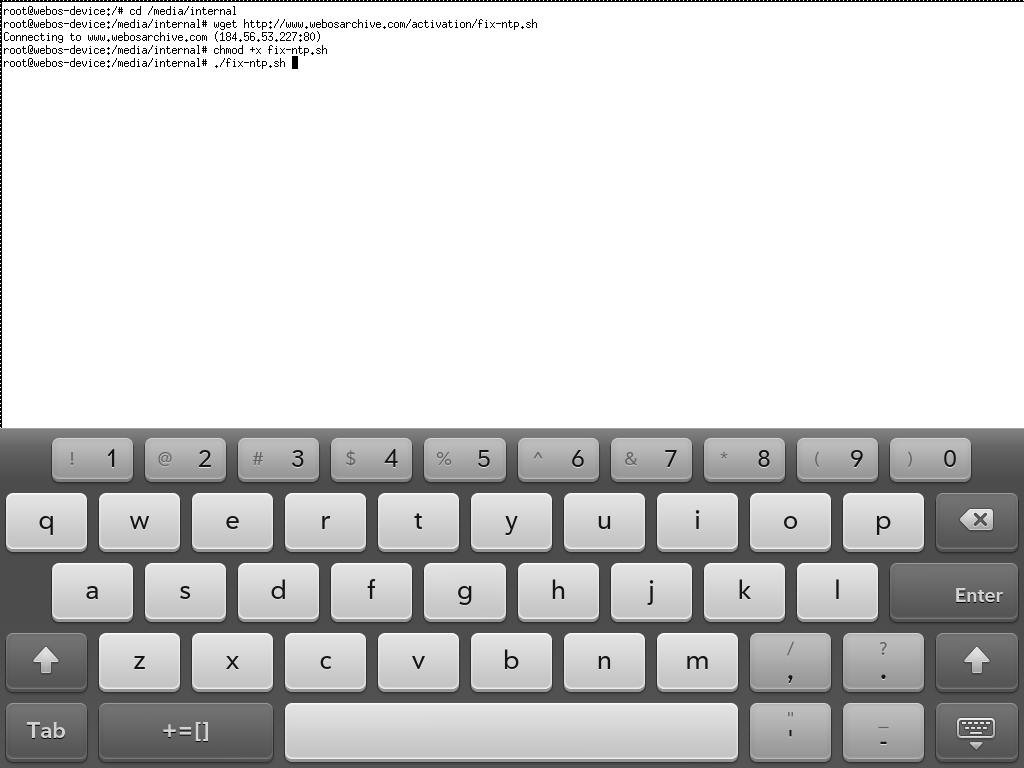 root@webos-device:/# cd /media/internal
root@webos-device:/media/internal# wget http://www.webosarchive.com/activation/fix-ntp.sh
Connecting to www.webosarchive.com (184.56.53.227:80)
root@webos-device:/media/internal# chmod +x fix-ntp.sh
root@webos-device:/media/internal# ./fix-ntp.sh
! 1 @ 2 # 3 $ 4 % 5 ^ 6 & 7 * 8 ( 9 ) 0
q w e r t y u i o p
a s d f g h j k l Enter
z x c v b n m / , ? .
Tab +=[] " ' _ -